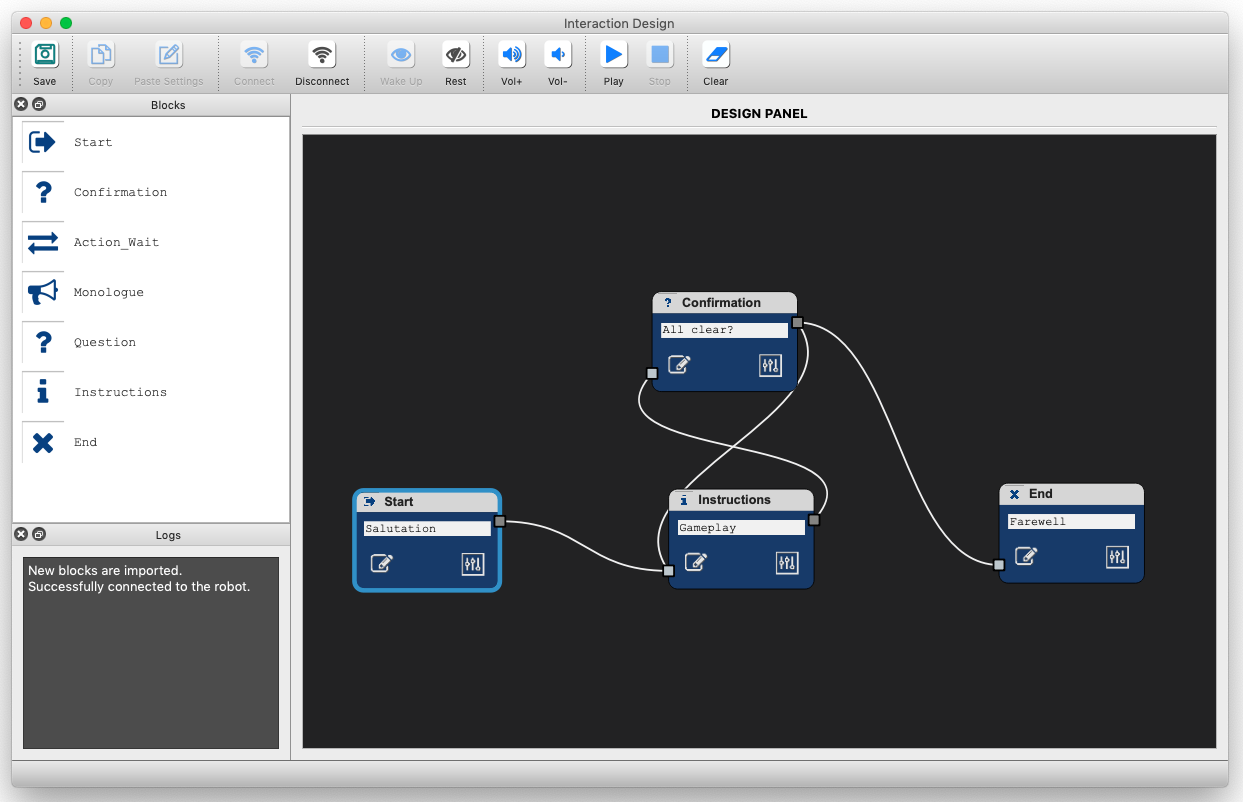 Interaction Design
Save
Copy
Paste Settings
Connect
Disconnect
Wake Up
Rest
Vol+
Vol-
Play
Stop
Clear
Blocks
Start
Confirmation
Action_Wait
Monologue
Question
Instructions
End
Logs
New blocks are imported.
Successfully connected to the robot.
DESIGN PANEL
Confirmation
All clear?
Start
Salutation
Instructions
Gameplay
End
Farewell